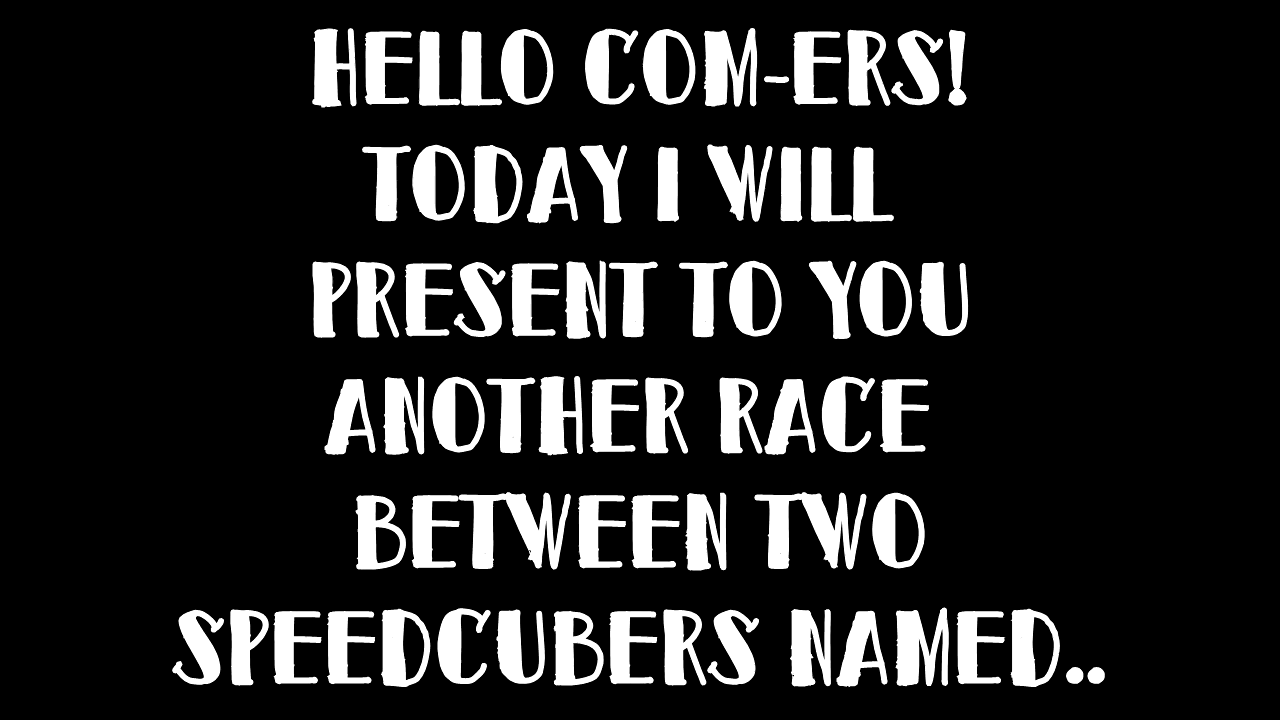 HELLO COM-ERS!
TODAY I WILL
PRESENT TO YOU
ANOTHER RACE
BETWEEN TWO
SPEEDCUBERS NAMED..